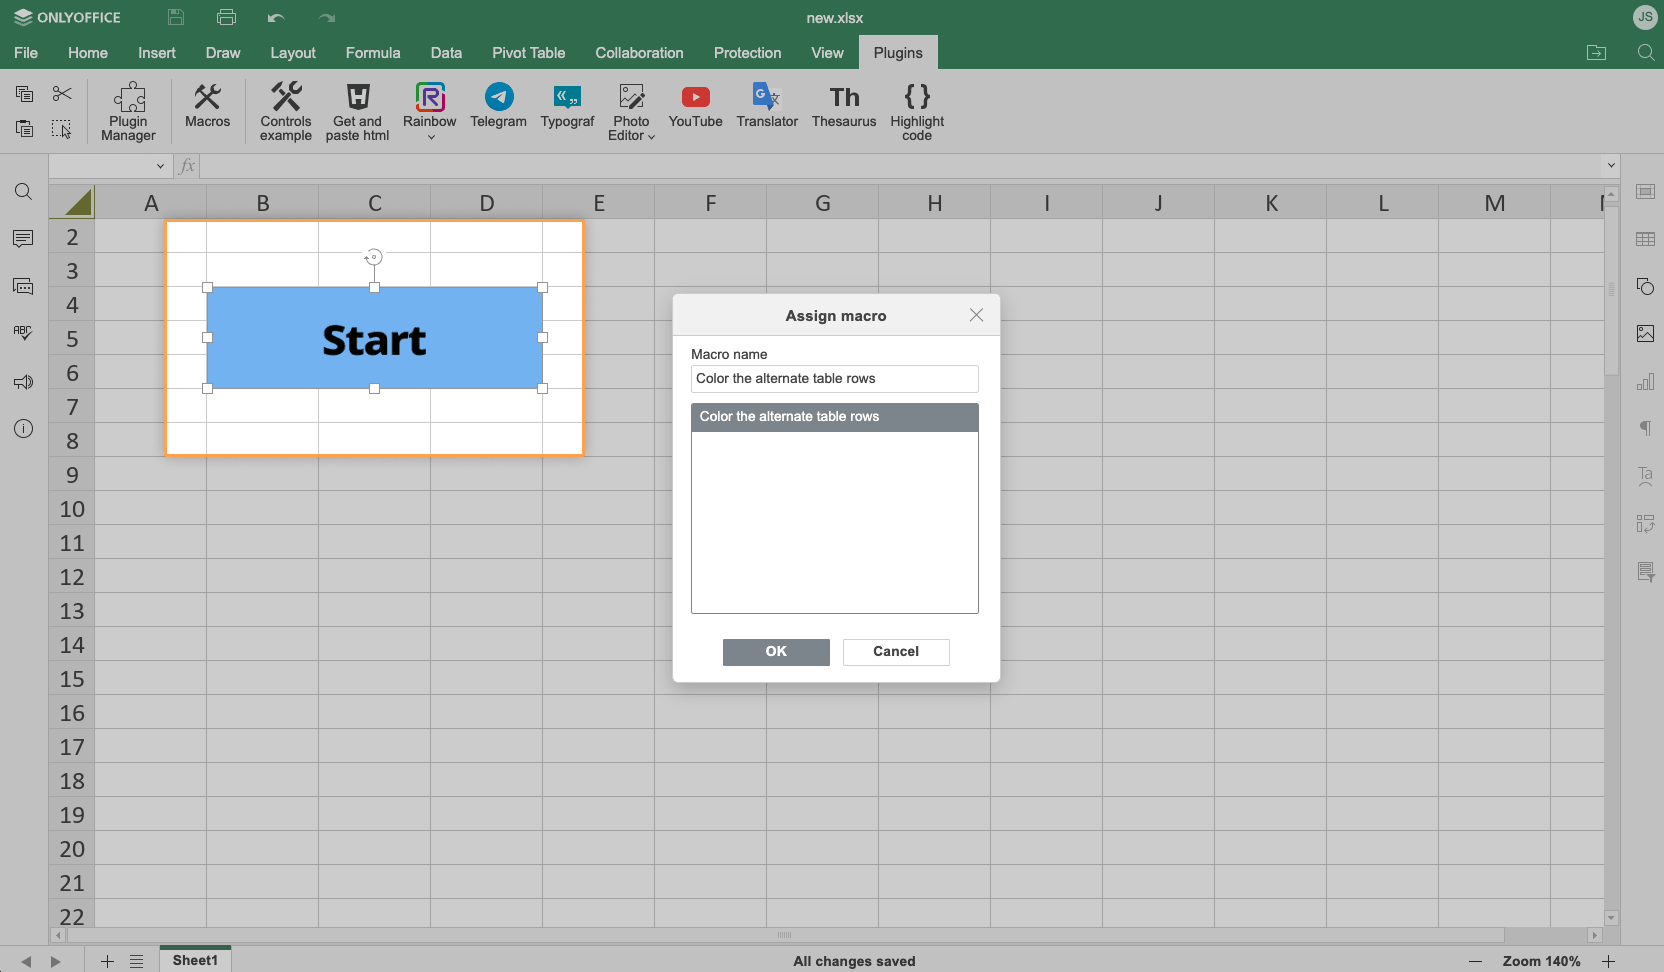 ONLYOFFICE
new.xlsx
JS
File Home Insert Draw Layout Formula Data Pivot Table Collaboration Protection View Plugins
Plugin Manager
Macros
Controls example
Get and paste html
Rainbow
Telegram
Typograf
Photo Editor
YouTube
Translator
Th
Thesaurus
Highlight code
fx
A B C D E F G H I J K L M
2
3
4
5
6
7
8
9
10
11
12
13
14
15
16
17
18
19
20
21
22
Start
Assign macro
Macro name
Color the alternate table rows
Color the alternate table rows
OK Cancel
ABC
Ta
Sheet1
All changes saved
Zoom 140%